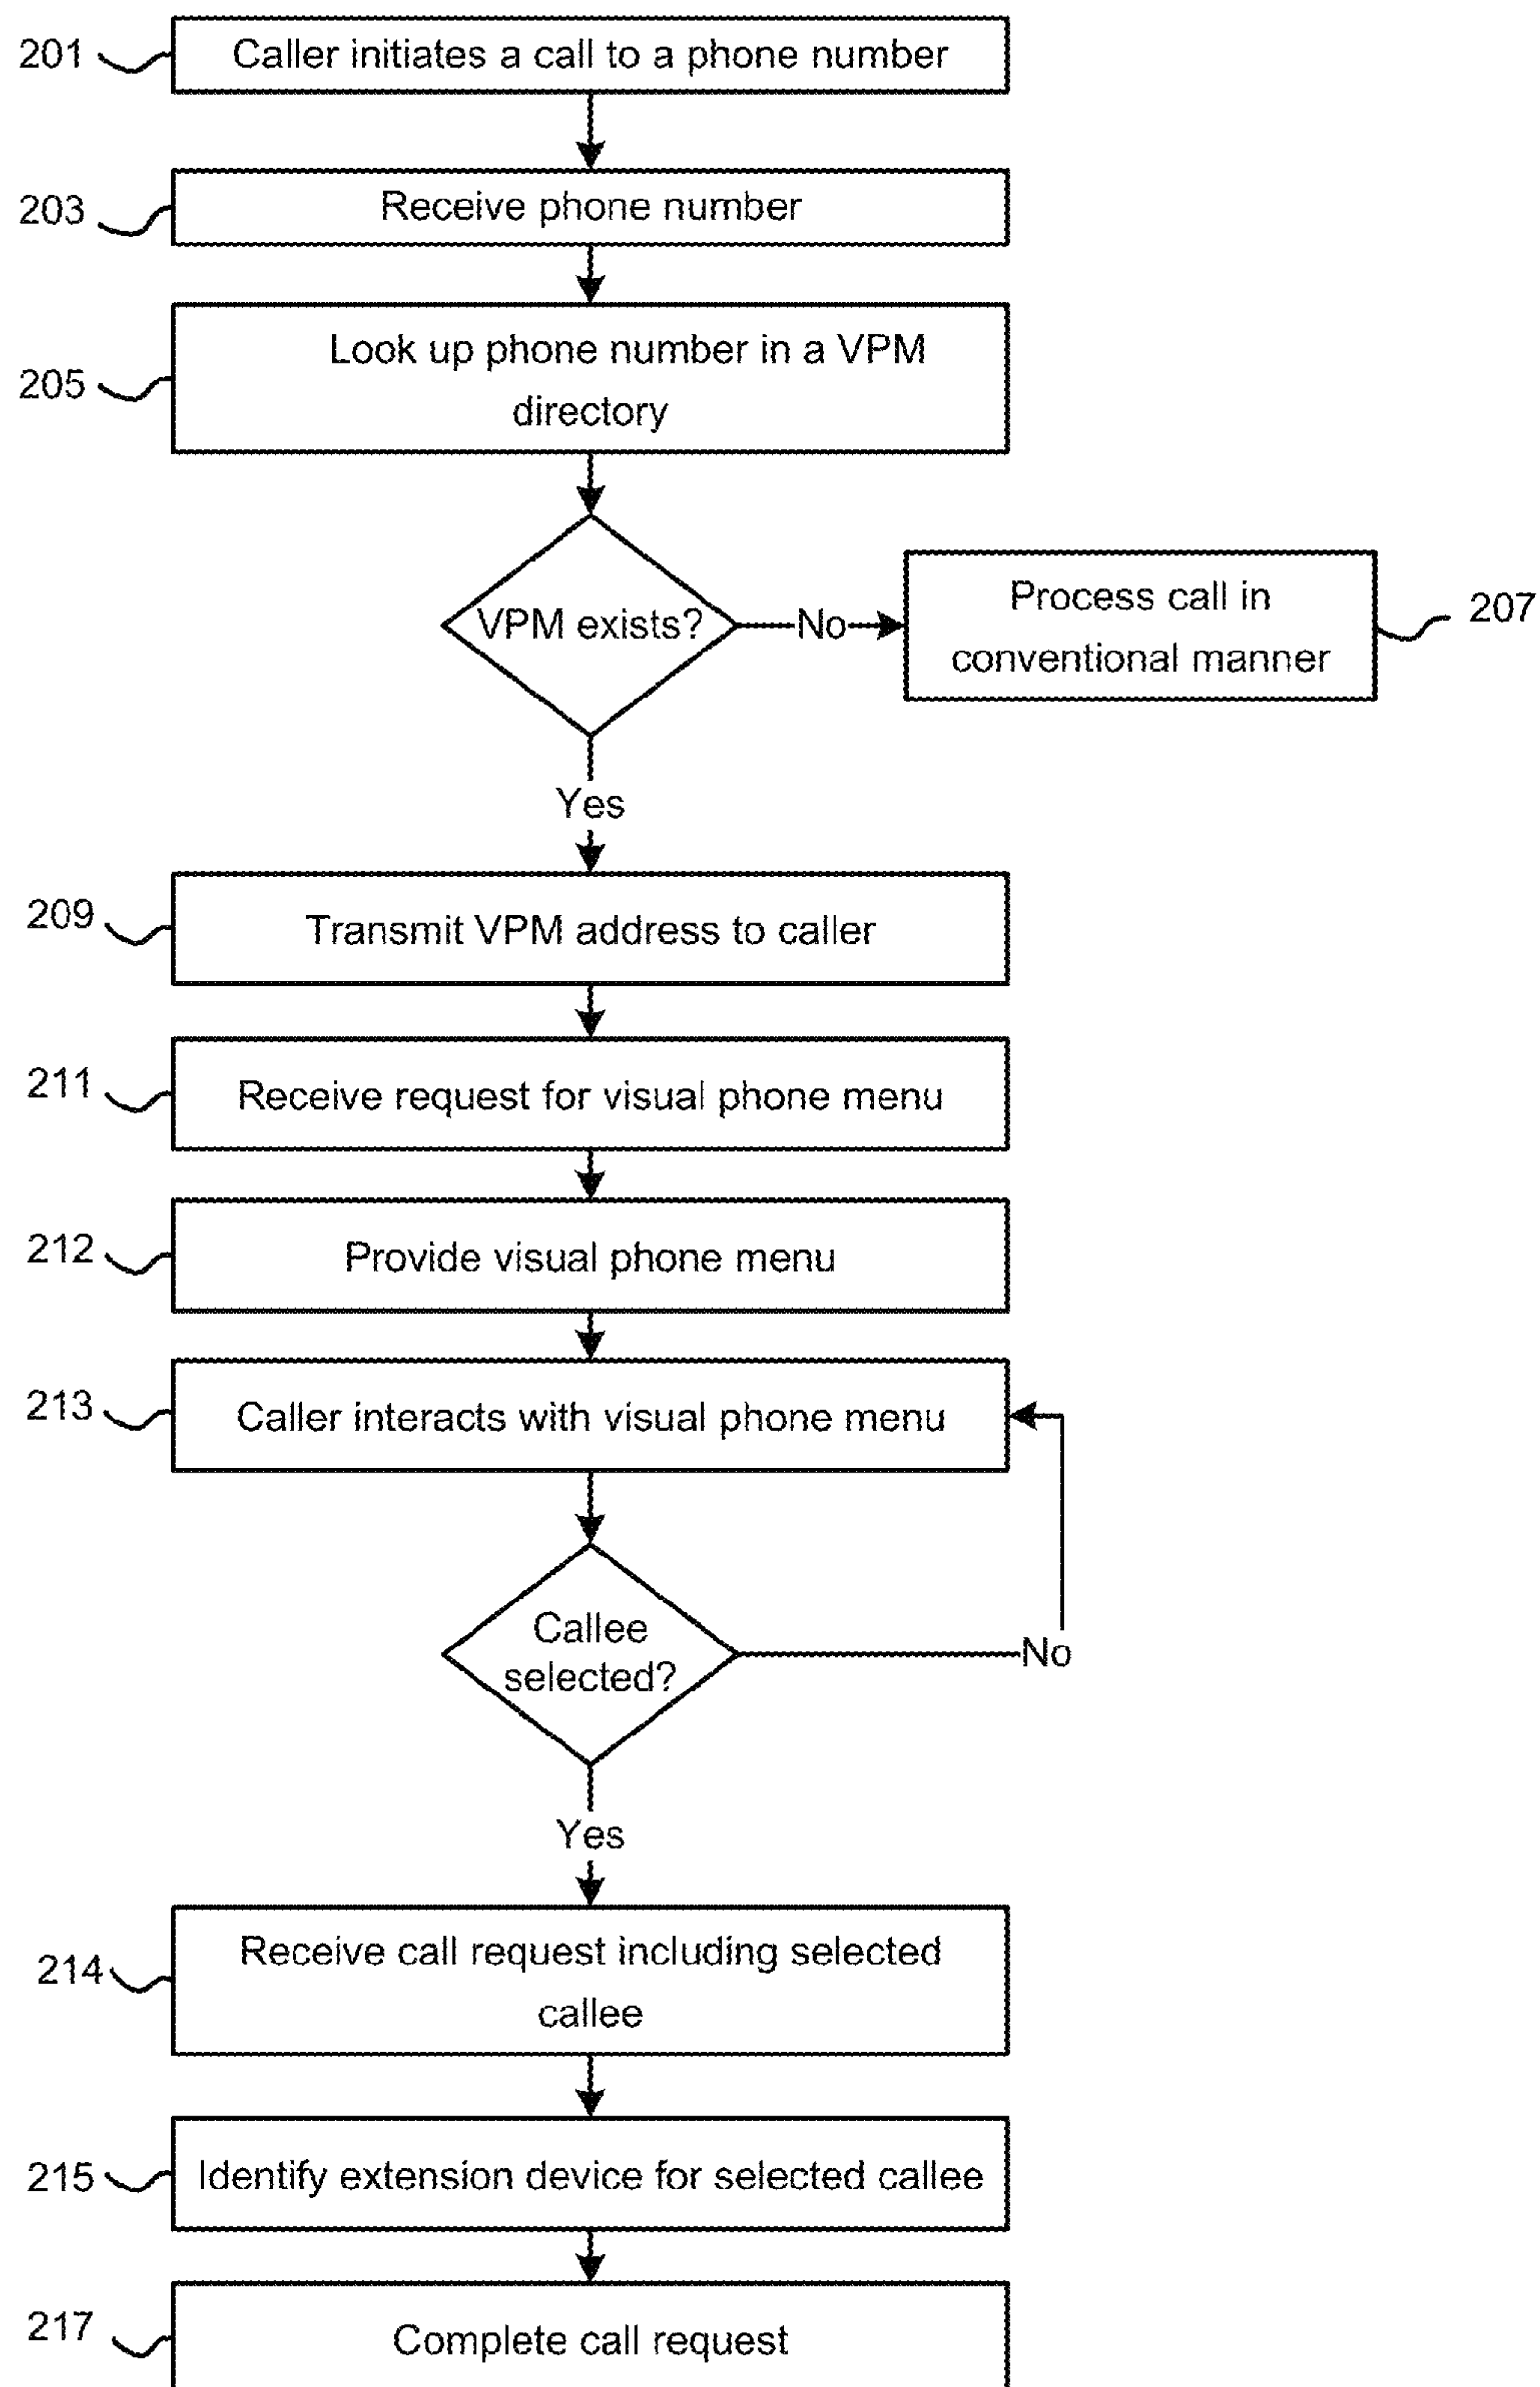 201
Caller initiates a call to a phone number
203
Receive phone number
205
Look up phone number in a VPM
directory
VPM exists?
No
Process call in
conventional manner
207
Yes
209
Transmit VPM address to caller
211
Receive request for visual phone menu
212
Provide visual phone menu
213
Caller interacts with visual phone menu
Callee
selected?
No
Yes
214
Receive call request including selected
callee
215
Identify extension device for selected callee
217
Complete call request